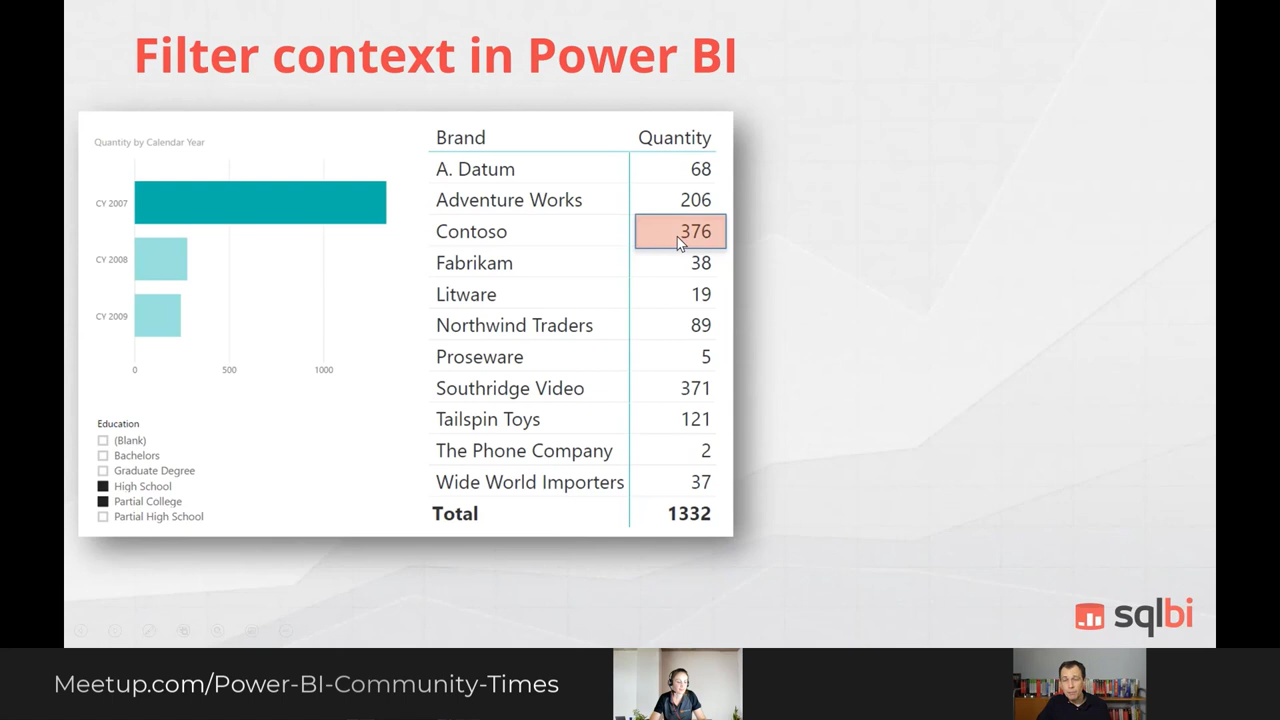 Filter context in Power BI
Quantity by Calendar Year
CY 2007
CY 2008
CY 2009
0 500 1000
Education
(Blank)
Bachelors
Graduate Degree
High School
Partial College
Partial High School
Brand Quantity
A. Datum 68
Adventure Works 206
Contoso 376
Fabrikam 38
Litware 19
Northwind Traders 89
Proseware 5
Southridge Video 371
Tailspin Toys 121
The Phone Company 2
Wide World Importers 37
Total 1332
sqlbi
Meetup.com/Power-BI-Community-Times